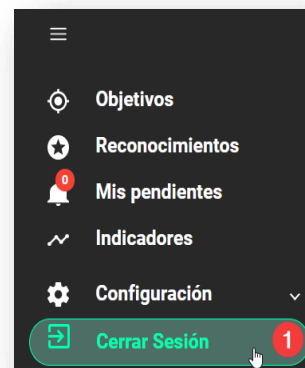 Objetivos
Reconocimientos
0
Mis pendientes
Indicadores
Configuración
Cerrar Sesión 1